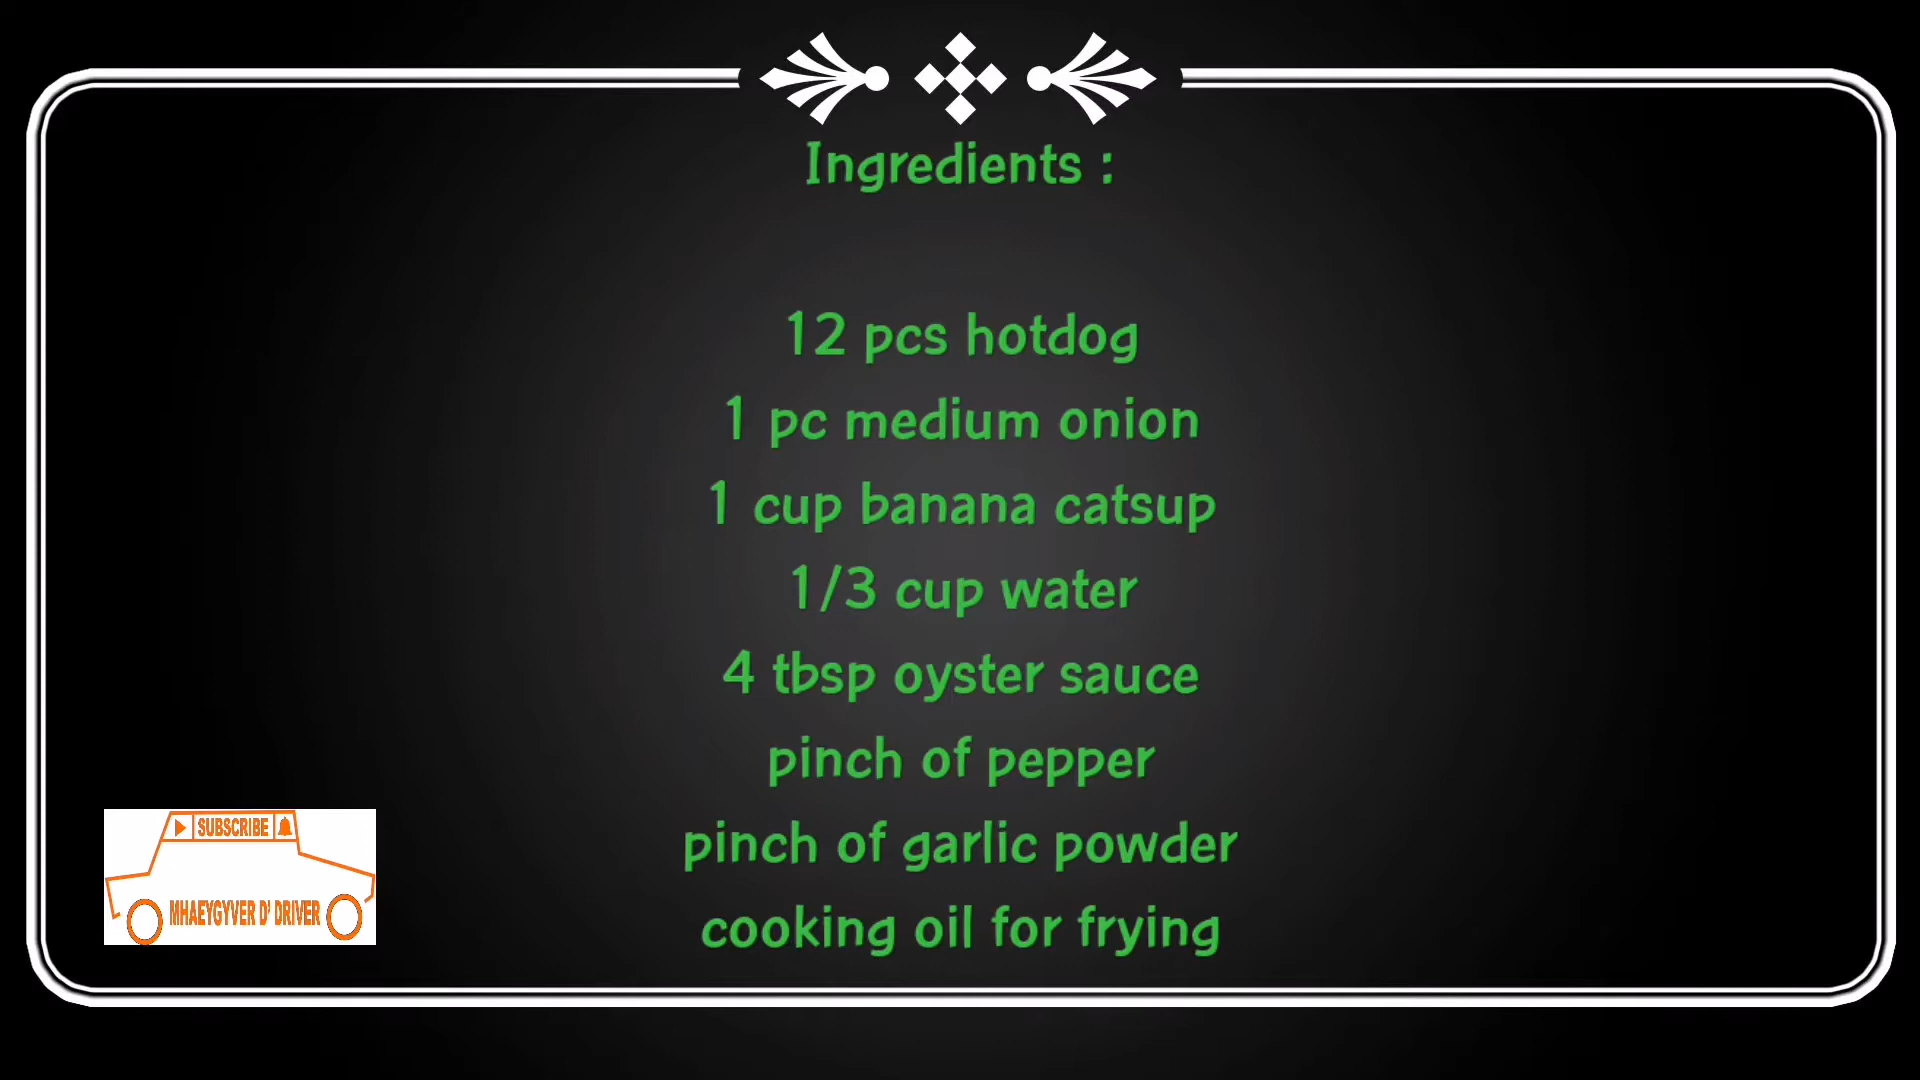 Ingredients :
12 pcs hotdog
1 pc medium onion
1 cup banana catsup
1/3 cup water
4 tbsp oyster sauce
pinch of pepper
pinch of garlic powder
cooking oil for frying
SUBSCRIBE
MHAEYGYVER D' DRIVER